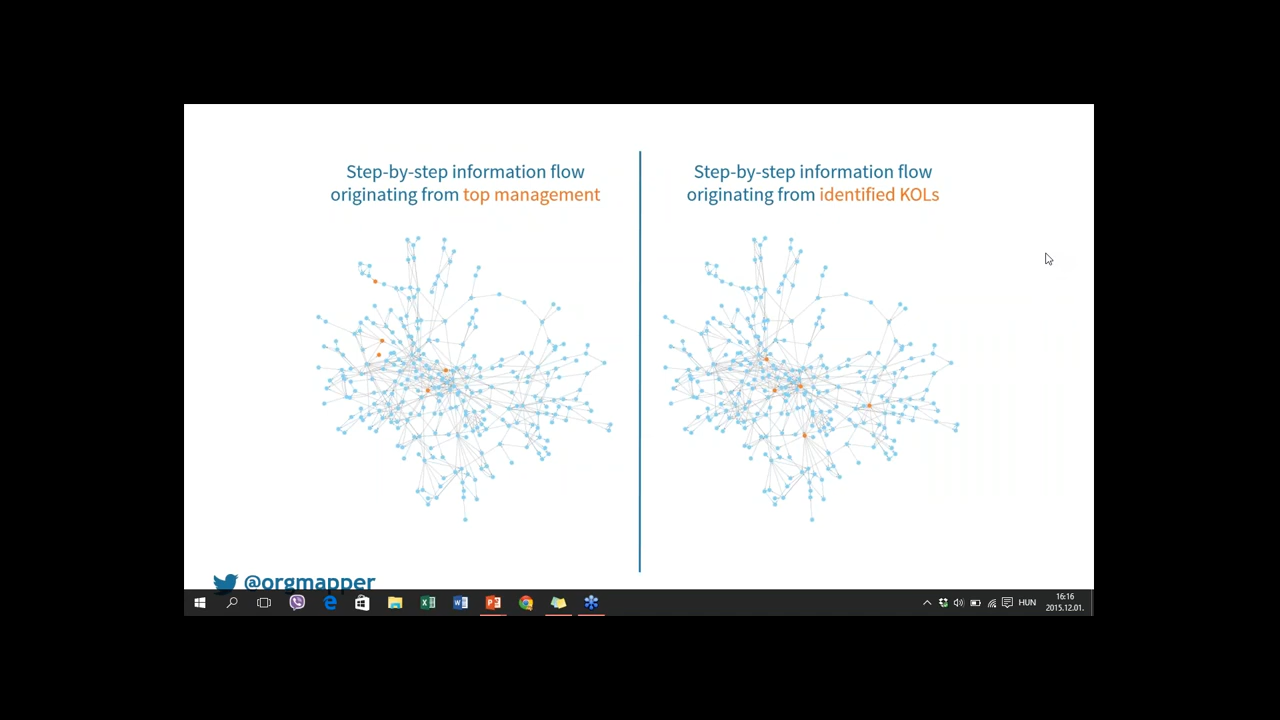 Step-by-step information flow
originating from top management
Step-by-step information flow
originating from identified KOLs
@orgmapper
HUN
16:16
2015.12.01.